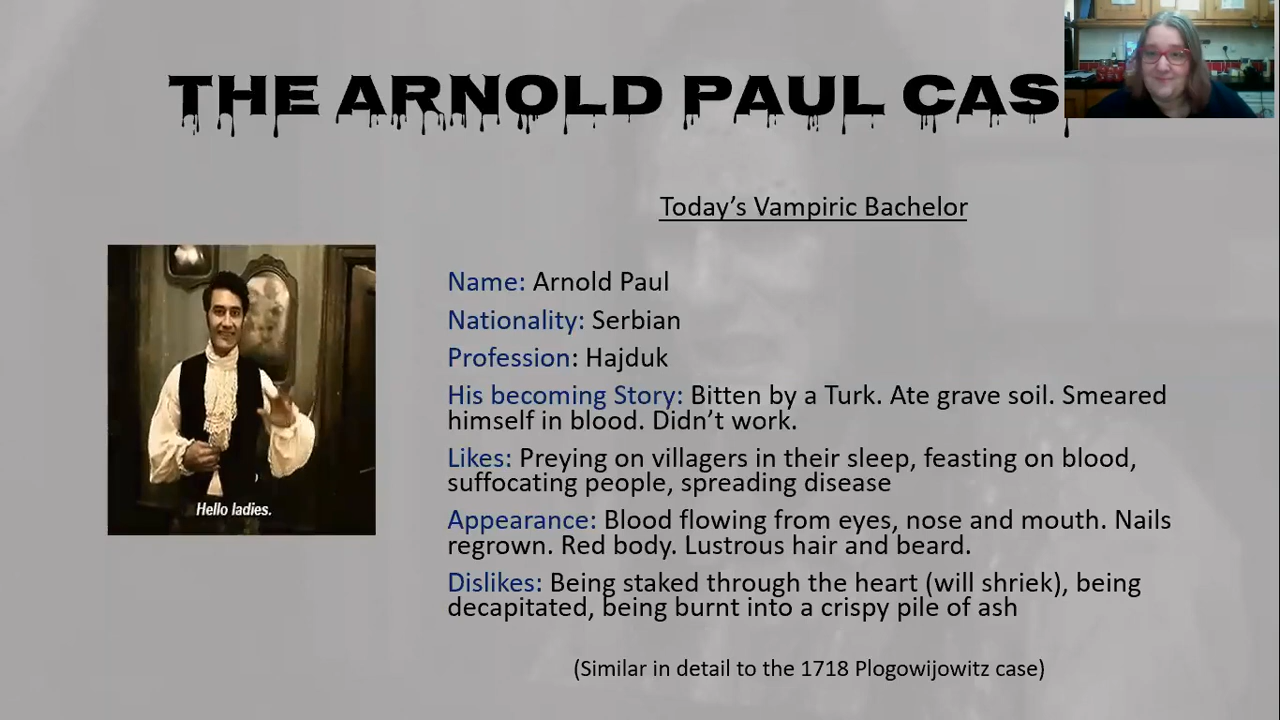 THE ARNOLD PAUL CAS
Today's Vampiric Bachelor
Name: Arnold Paul
Nationality: Serbian
Profession: Hajduk
His becoming Story: Bitten by a Turk. Ate grave soil. Smeared
himself in blood. Didn't work.
Likes: Preying on villagers in their sleep, feasting on blood,
suffocating people, spreading disease
Appearance: Blood flowing from eyes, nose and mouth. Nails
regrown. Red body. Lustrous hair and beard.
Dislikes: Being staked through the heart (will shriek), being
decapitated, being burnt into a crispy pile of ash
Hello ladies.
(Similar in detail to the 1718 Plogowijowitz case)